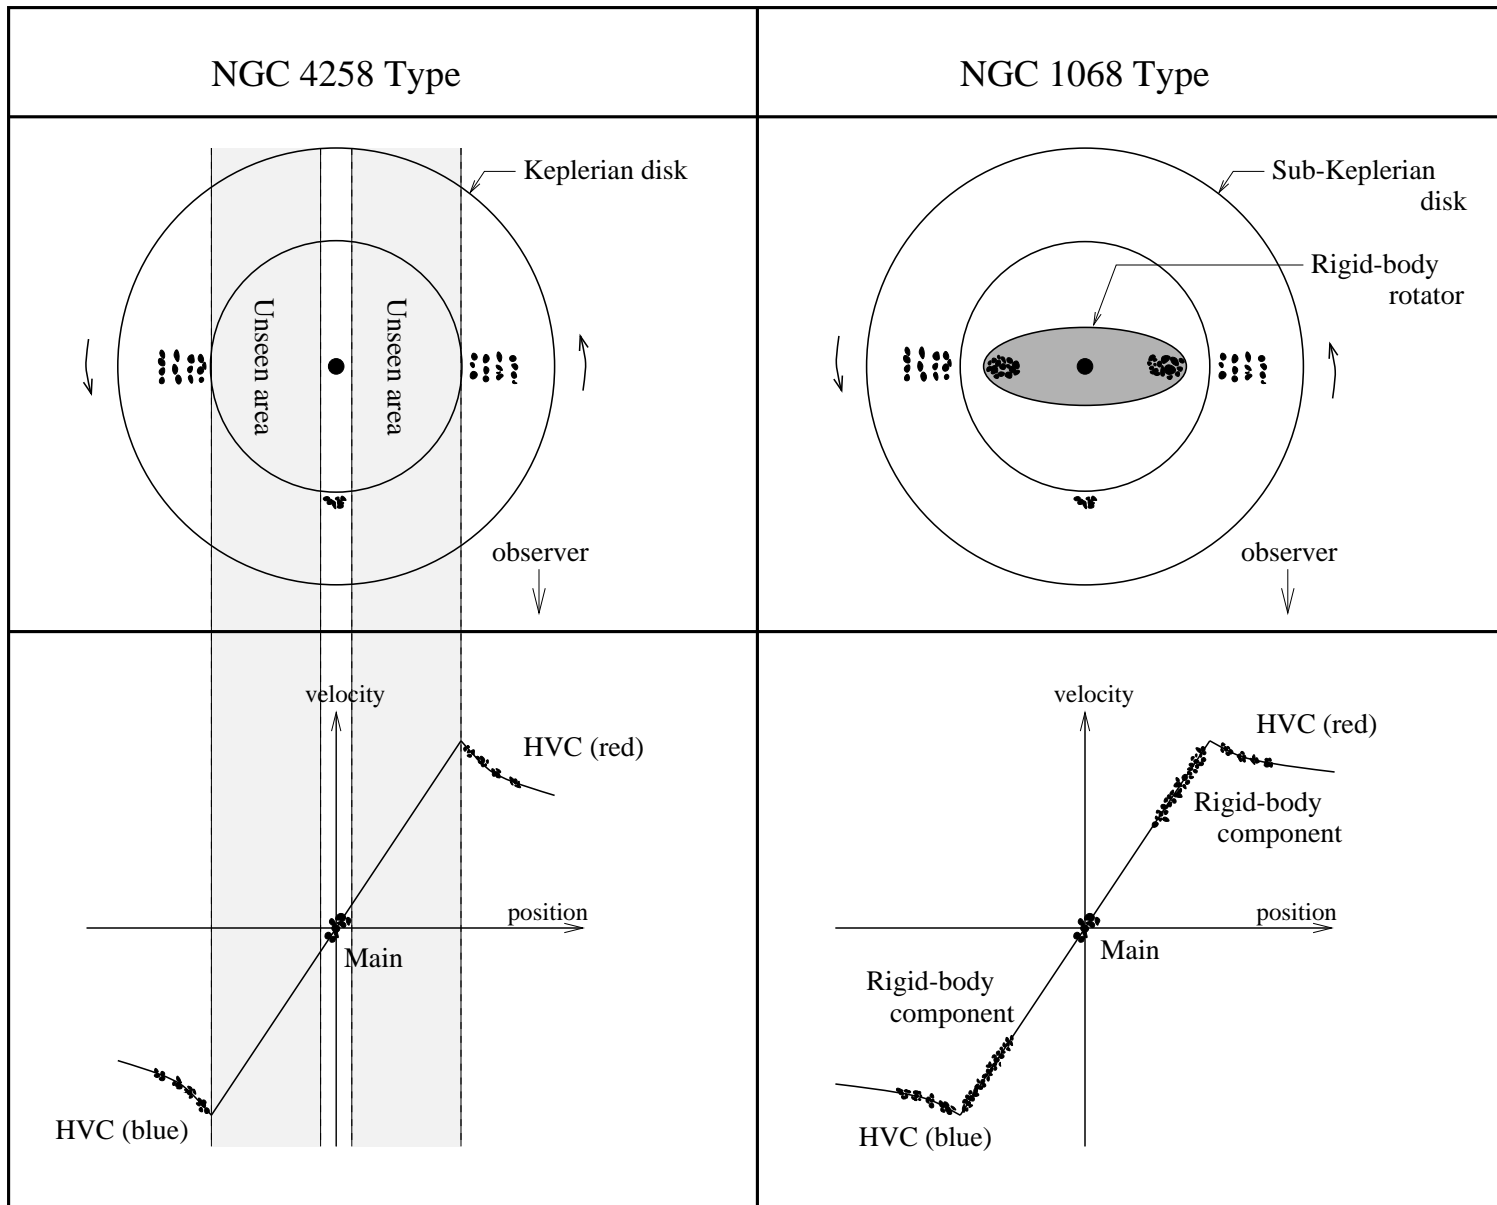 NGC 4258 Type
NGC 1068 Type
Keplerian disk
Unseen area
Unseen area
observer
Sub-Keplerian
disk
Rigid-body
rotator
observer
velocity
HVC (red)
position
Main
HVC (blue)
velocity
HVC (red)
Rigid-body
component
position
Main
Rigid-body
component
HVC (blue)